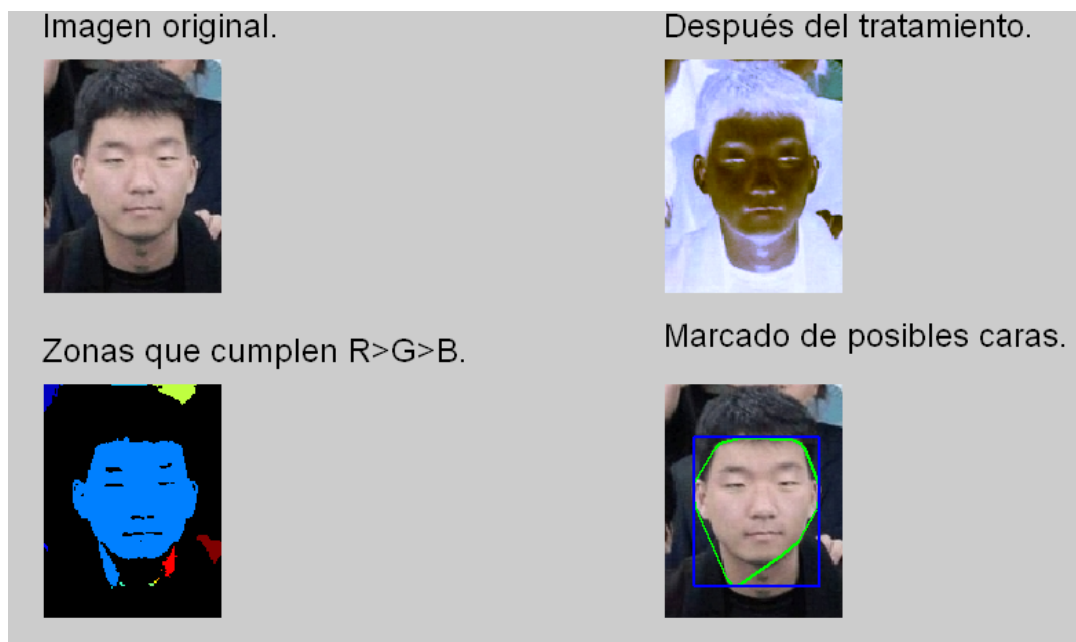 Imagen original.
Después del tratamiento.
Zonas que cumplen R>G>B.
Marcado de posibles caras.